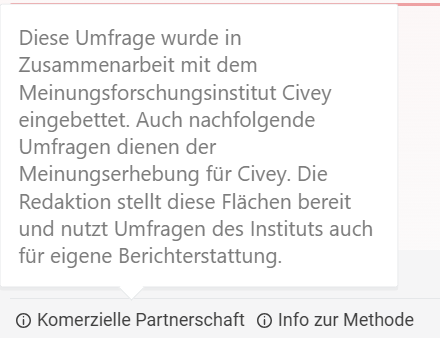 Diese Umfrage wurde in
Zusammenarbeit mit dem
Meinungsforschungsinstitut Civey
eingebettet. Auch nachfolgende
Umfragen dienen der
Meinungserhebung für Civey. Die
Redaktion stellt diese Flächen bereit
und nutzt Umfragen des Instituts auch
für eigene Berichterstattung.
Komerzielle Partnerschaft Info zur Methode